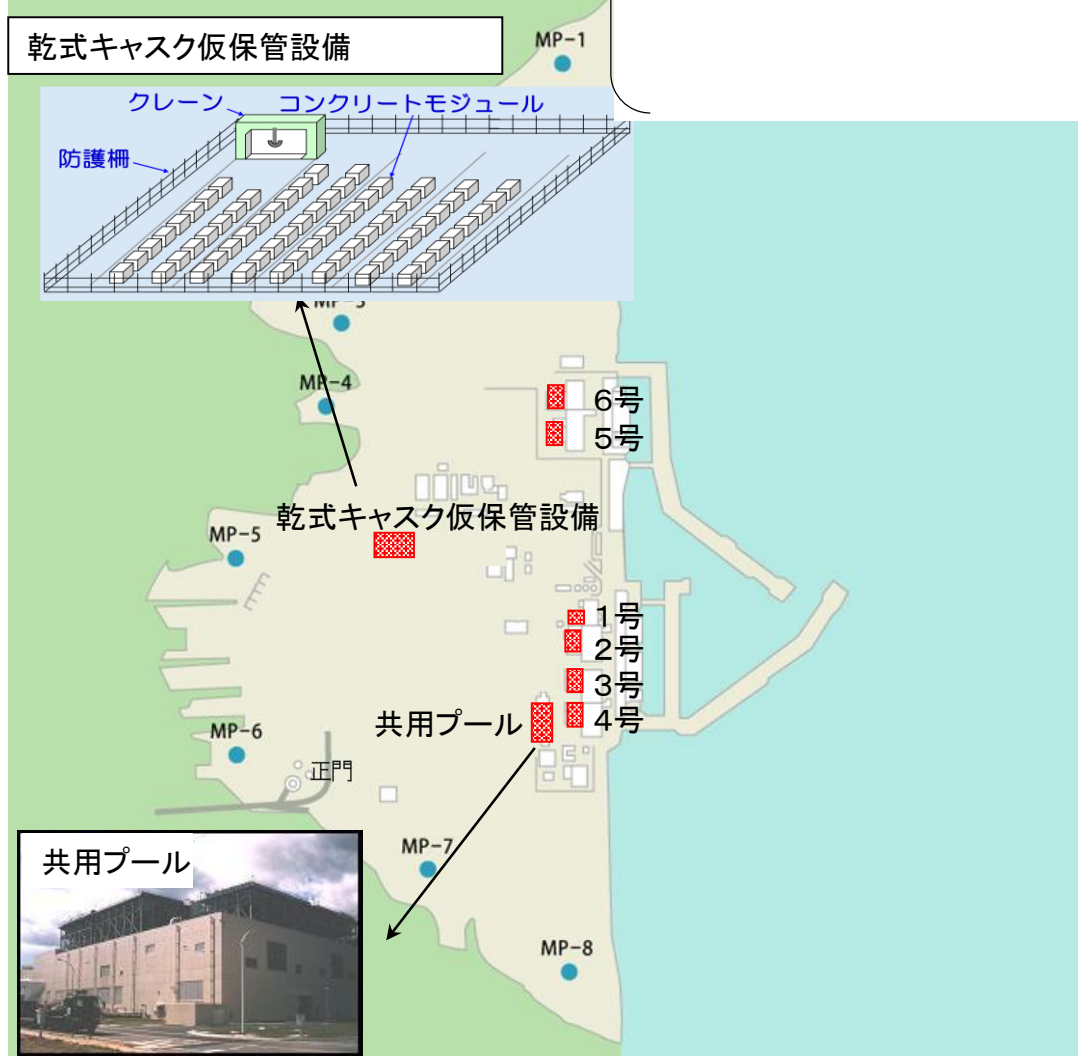 乾式キャスク仮保管設備
MP-1
クレーン
コンクリートモジュール
防護柵
MP-3
MP-4
6号
5号
乾式キャスク仮保管設備
MP-5
1号
2号
3号
共用プール
4号
MP-6
正門
共用プール
MP-7
MP-8